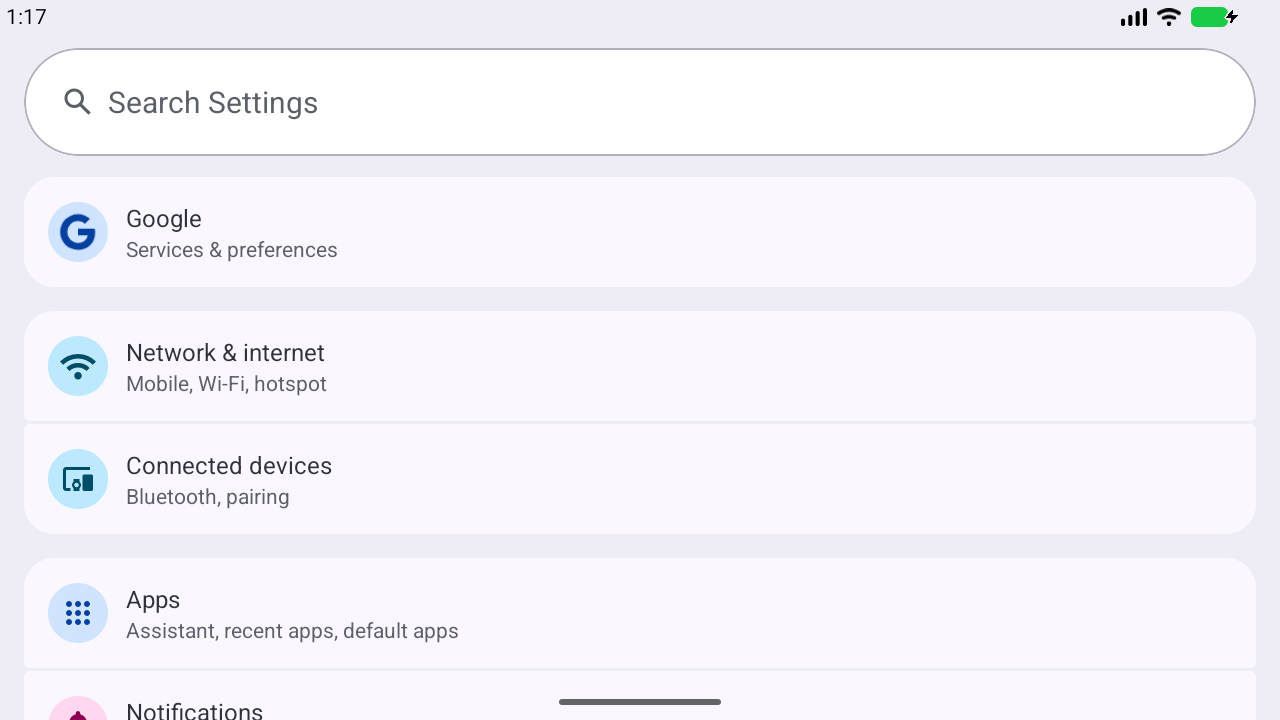 1:17
Search Settings
Google
Services & preferences
Network & internet
Mobile, Wi-Fi, hotspot
Connected devices
Bluetooth, pairing
Apps
Assistant, recent apps, default apps
Notifications